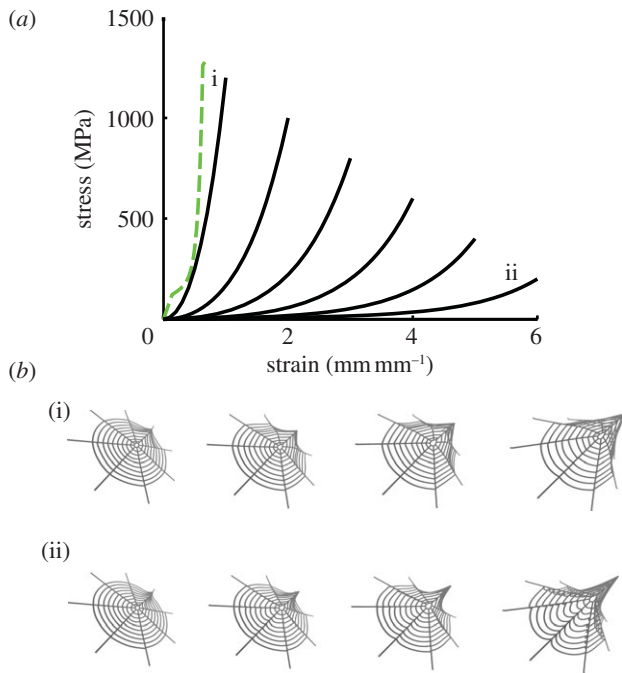 (a)
1500
1000
500
0
2
4
6
stress (MPa)
strain (mm mm⁻¹)
i
ii
(b)
(i)
(ii)